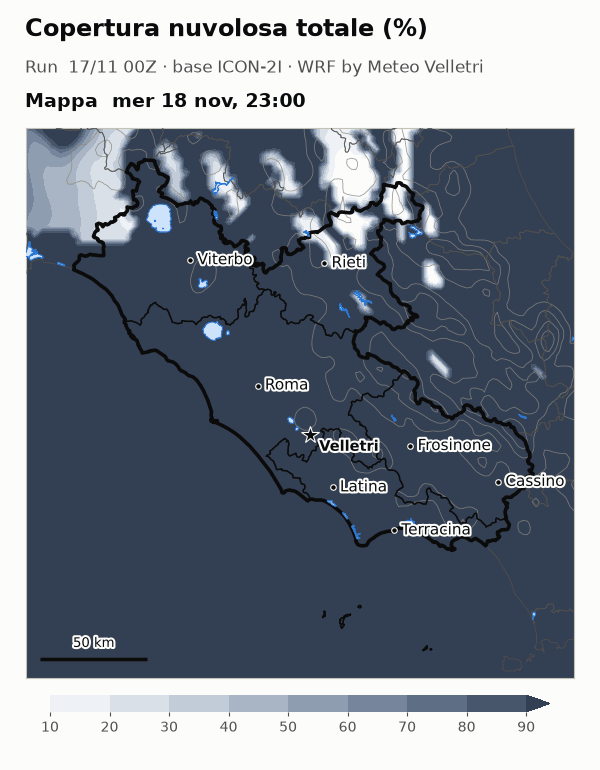 Copertura nuvolosa totale (%)
Run  17/11 00Z · base ICON-2I · WRF by Meteo Velletri
Mappa  mer 18 nov, 23:00
Viterbo
Rieti
Roma
Velletri
Frosinone
Cassino
Latina
Terracina
50 km
10 20 30 40 50 60 70 80 90